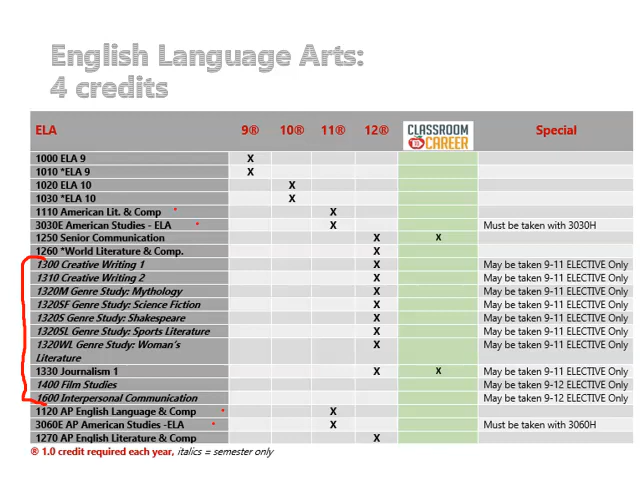 English Language Arts:
4 credits
ELA 9® 10® 11® 12® CLASSROOM TO CAREER Special
1000 ELA 9 X
1010 *ELA 9 X
1020 ELA 10 X
1030 *ELA 10 X
1110 American Lit. & Comp X
3030E American Studies - ELA X Must be taken with 3030H
1250 Senior Communication X X
1260 *World Literature & Comp. X
1300 Creative Writing 1 X May be taken 9-11 ELECTIVE Only
1310 Creative Writing 2 X May be taken 9-11 ELECTIVE Only
1320M Genre Study: Mythology X May be taken 9-11 ELECTIVE Only
1320SF Genre Study: Science Fiction X May be taken 9-11 ELECTIVE Only
1320S Genre Study: Shakespeare X May be taken 9-11 ELECTIVE Only
1320SL Genre Study: Sports Literature X May be taken 9-11 ELECTIVE Only
1320WL Genre Study: Woman's X May be taken 9-11 ELECTIVE Only
Literature
1330 Journalism 1 X X May be taken 9-11 ELECTIVE Only
1400 Film Studies May be taken 9-12 ELECTIVE Only
1600 Interpersonal Communication May be taken 9-12 ELECTIVE Only
1120 AP English Language & Comp X
3060E AP American Studies -ELA X Must be taken with 3060H
1270 AP English Literature & Comp X
® 1.0 credit required each year, italics = semester only